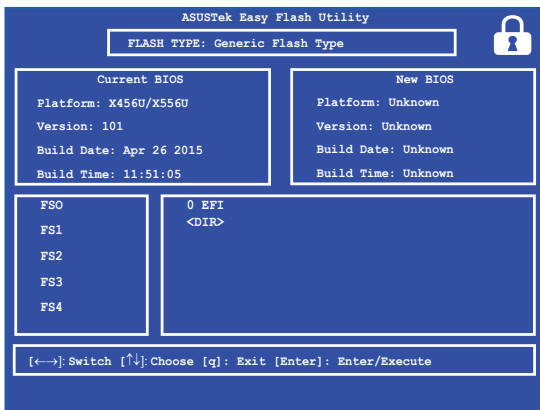 ASUSTek Easy Flash Utility
FLASH TYPE: Generic Flash Type
Current BIOS
Platform: X456U/X556U
Version: 101
Build Date: Apr 26 2015
Build Time: 11:51:05
New BIOS
Platform: Unknown
Version: Unknown
Build Date: Unknown
Build Time: Unknown
FSO
FS1
FS2
FS3
FS4
0 EFI
<DIR>
[←→]: Switch [↑↓]: Choose [q]: Exit [Enter]: Enter/Execute